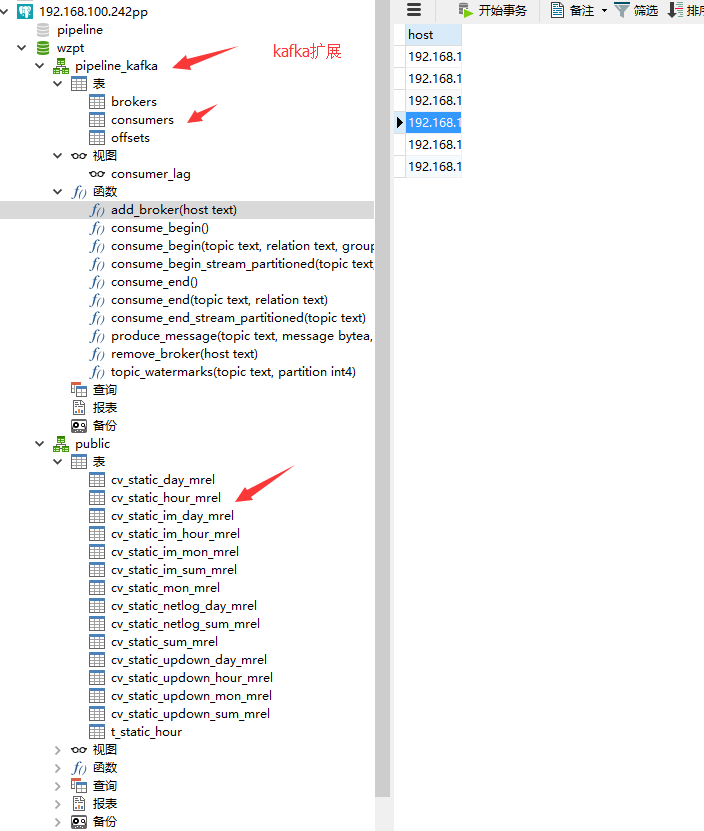 192.168.100.242pp
pipeline
wzpt
pipeline_kafka
kafka扩展
表
brokers
consumers
offsets
视图
consumer_lag
函数
add_broker(host text)
consume_begin()
consume_begin(topic text, relation text, group
consume_begin_stream_partitioned(topic text,
consume_end()
consume_end(topic text, relation text)
consume_end_stream_partitioned(topic text)
produce_message(topic text, message bytea,
remove_broker(host text)
topic_watermarks(topic text, partition int4)
查询
报表
备份
public
表
cv_static_day_mrel
cv_static_hour_mrel
cv_static_im_day_mrel
cv_static_im_hour_mrel
cv_static_im_mon_mrel
cv_static_im_sum_mrel
cv_static_mon_mrel
cv_static_netlog_day_mrel
cv_static_netlog_sum_mrel
cv_static_sum_mrel
cv_static_updown_day_mrel
cv_static_updown_hour_mrel
cv_static_updown_mon_mrel
cv_static_updown_sum_mrel
t_static_hour
视图
函数
查询
报表
备份
开始事务 备注 筛选 排序
host
192.168.1
192.168.1
192.168.1
192.168.1
192.168.1
192.168.1